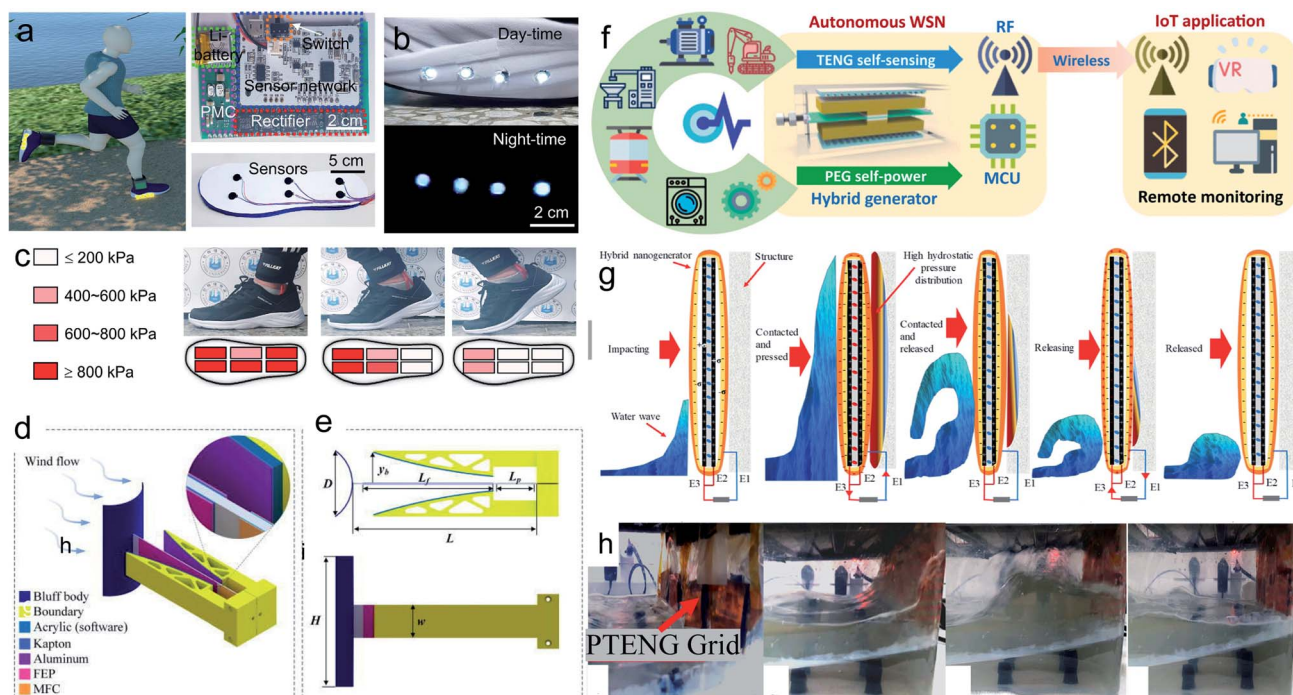 a
Li-
battery
Switch
Sensor network
PMC
Rectifier
2 cm
Sensors
5 cm
b
Day-time
Night-time
2 cm
c
≤ 200 kPa
400~600 kPa
600~800 kPa
≥ 800 kPa
d
Wind flow
h
Bluff body
Boundary
Acrylic (software)
Kapton
Aluminum
FEP
MFC
e
D
y_b
L_f
L_p
L
i
H
w
f
Autonomous WSN
TENG self-sensing
PEG self-power
Hybrid generator
RF
MCU
Wireless
IoT application
VR
Remote monitoring
g
Hybrid nanogenerator
Structure
Impacting
Water wave
E3
E2
E1
Contacted
and
pressed
High hydrostatic
pressure
distribution
E3
E2
E1
Contacted
and
released
E3
E2
E1
Releasing
E3
E2
E1
Released
E3
E2
E1
h
PTENG Grid